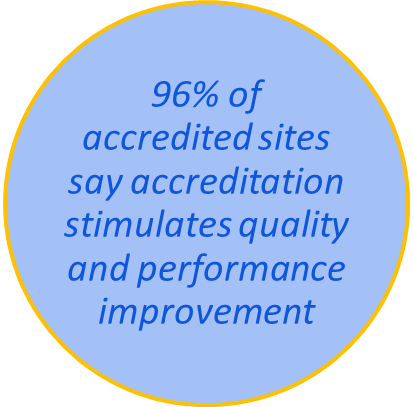 96% of
accredited sites
say accreditation
stimulates quality
and performance
improvement